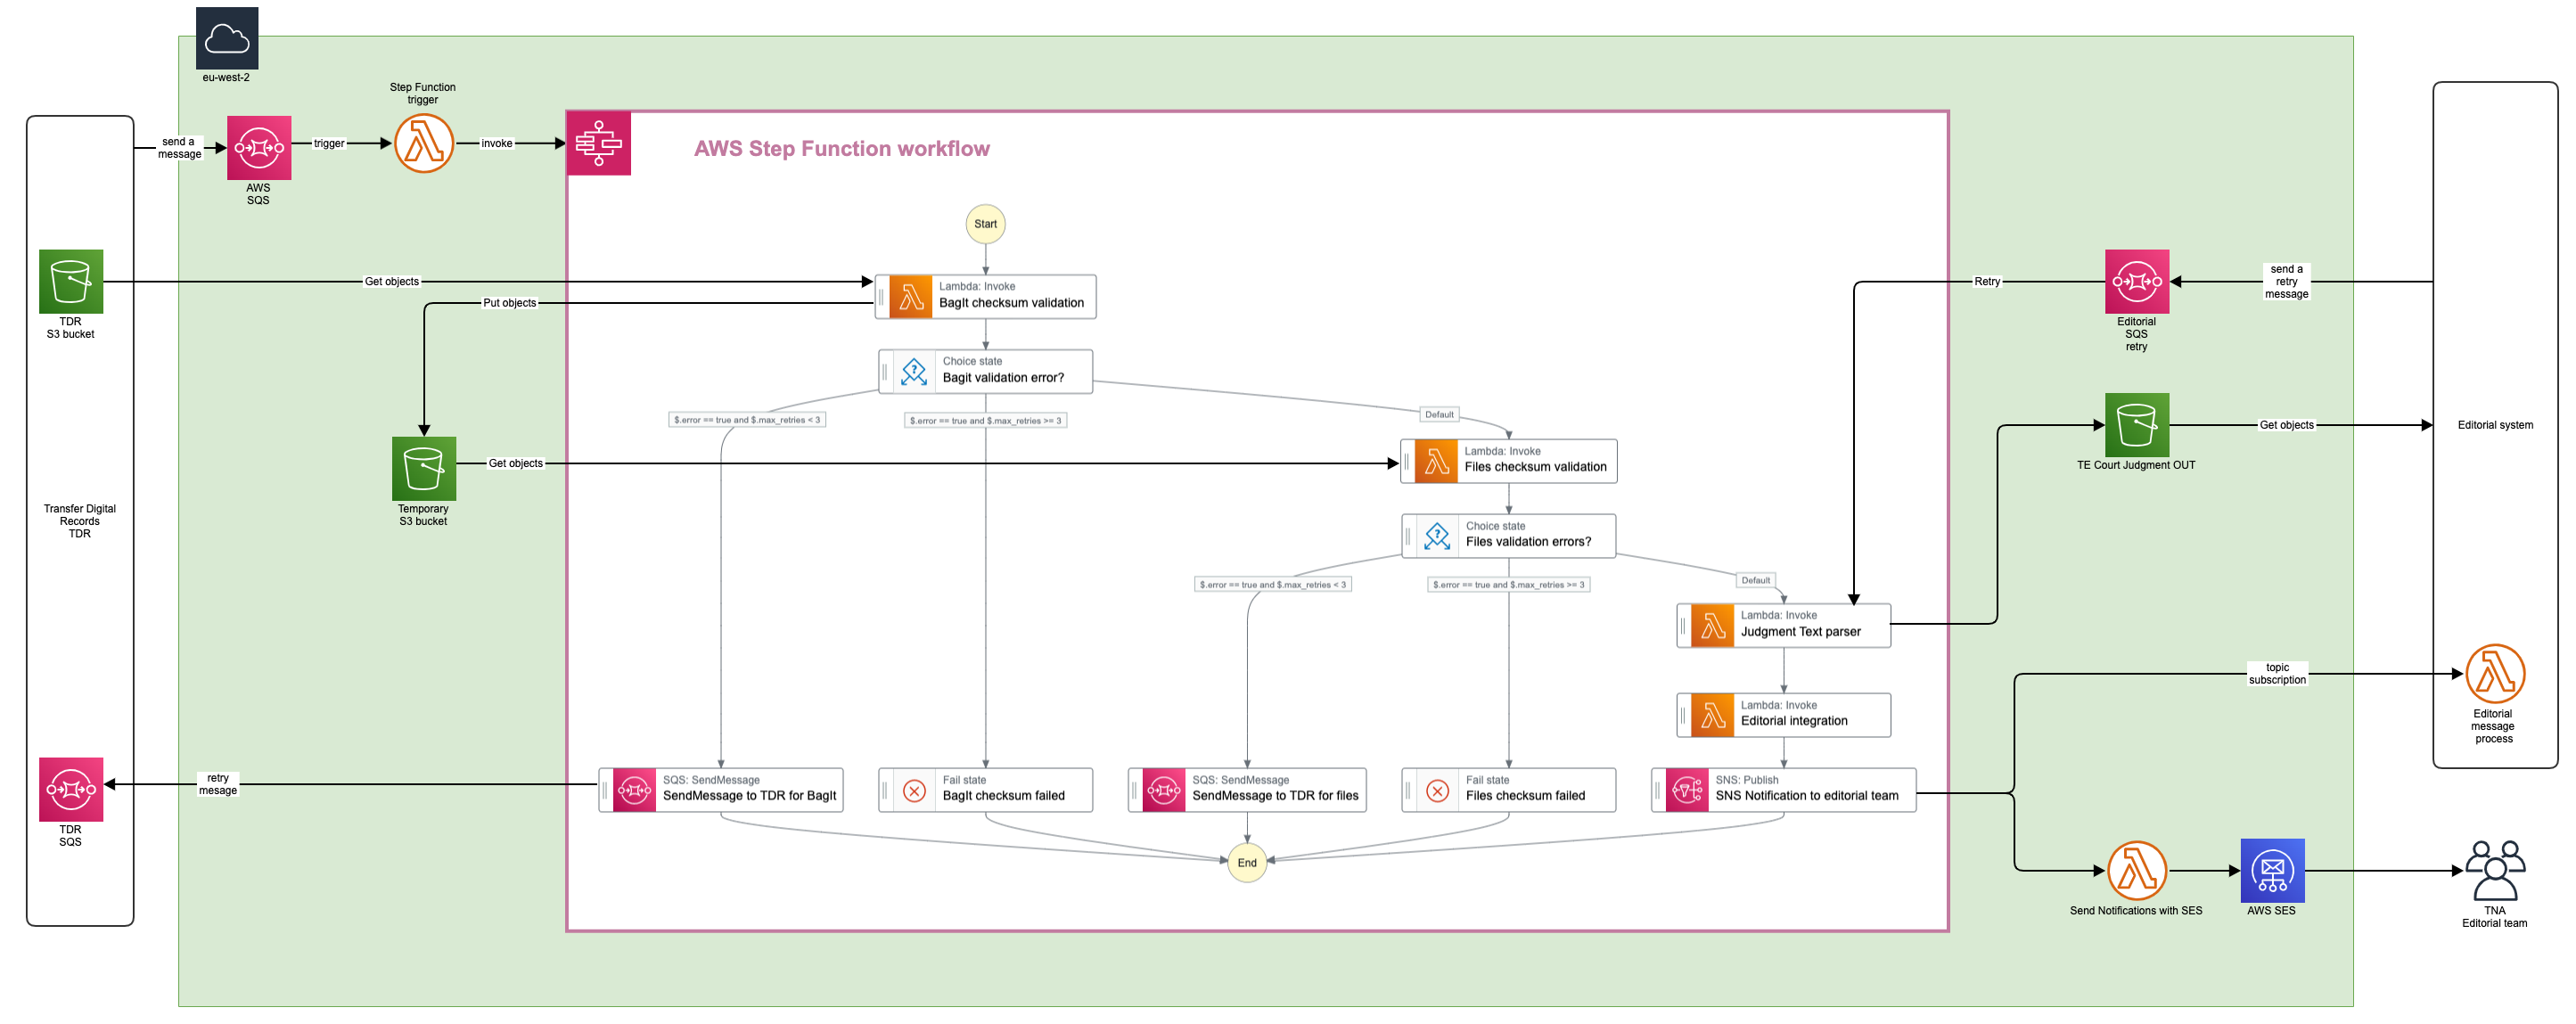 eu-west-2
Step Function
trigger
send a
message
trigger
invoke
AWS
SQS
AWS Step Function workflow
Start
TDR
S3 bucket
Get objects
Put objects
Lambda: Invoke
BagIt checksum validation
Choice state
Bagit validation error?
$.error == true and $.max_retries < 3
$.error == true and $.max_retries >= 3
Default
Retry
Editorial
SQS
retry
send a
retry
message
Temporary
S3 bucket
Get objects
Lambda: Invoke
Files checksum validation
Choice state
Files validation errors?
$.error == true and $.max_retries < 3
$.error == true and $.max_retries >= 3
Default
TE Court Judgment OUT
Get objects
Editorial system
Transfer Digital
Records
TDR
Lambda: Invoke
Judgment Text parser
Lambda: Invoke
Editorial integration
topic
subscription
Editorial
message
process
TDR
SQS
retry
mesage
SQS: SendMessage
SendMessage to TDR for BagIt
Fail state
BagIt checksum failed
SQS: SendMessage
SendMessage to TDR for files
Fail state
Files checksum failed
SNS: Publish
SNS Notification to editorial team
End
Send Notifications with SES
AWS SES
TNA
Editorial team